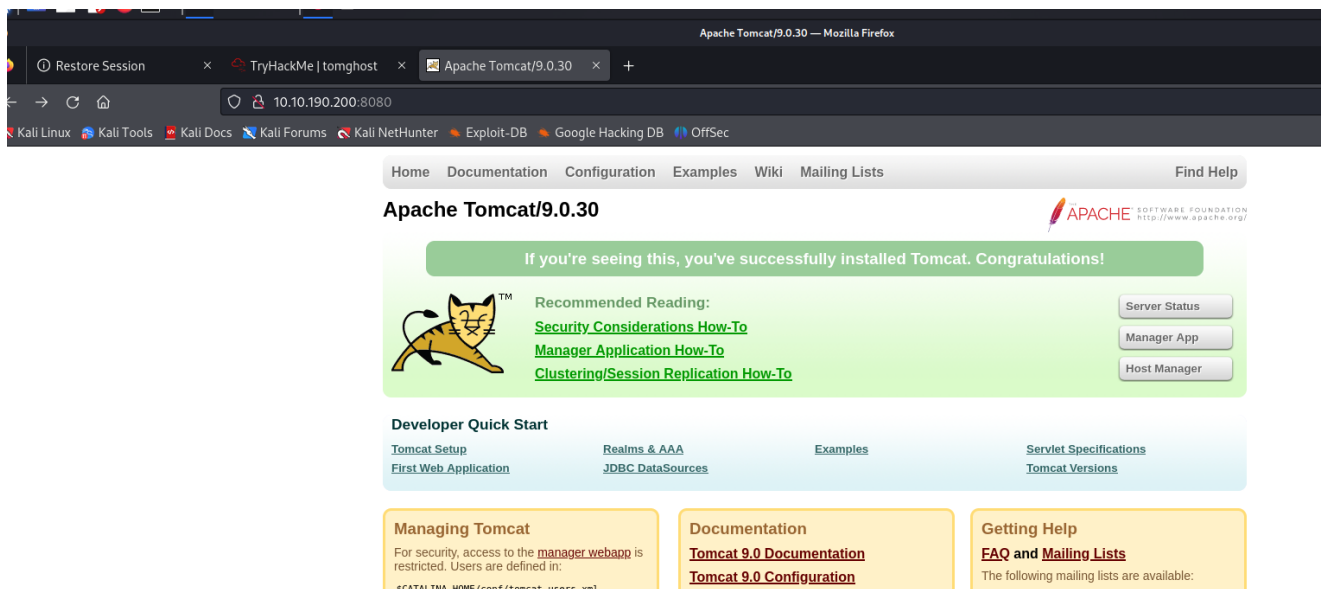 Apache Tomcat/9.0.30 — Mozilla Firefox
Restore Session × TryHackMe | tomghost × Apache Tomcat/9.0.30 × +
10.10.190.200:8080
Kali Linux Kali Tools Kali Docs Kali Forums Kali NetHunter Exploit-DB Google Hacking DB OffSec
Home Documentation Configuration Examples Wiki Mailing Lists Find Help
Apache Tomcat/9.0.30
APACHE SOFTWARE FOUNDATION
http://www.apache.org/
If you're seeing this, you've successfully installed Tomcat. Congratulations!
TM
Recommended Reading:
Security Considerations How-To
Manager Application How-To
Clustering/Session Replication How-To
Server Status
Manager App
Host Manager
Developer Quick Start
Tomcat Setup Realms & AAA Examples Servlet Specifications
First Web Application JDBC DataSources Tomcat Versions
Managing Tomcat
For security, access to the manager webapp is
restricted. Users are defined in:
$CATALINA_HOME/conf/tomcat-users.xml
Documentation
Tomcat 9.0 Documentation
Tomcat 9.0 Configuration
Getting Help
FAQ and Mailing Lists
The following mailing lists are available: